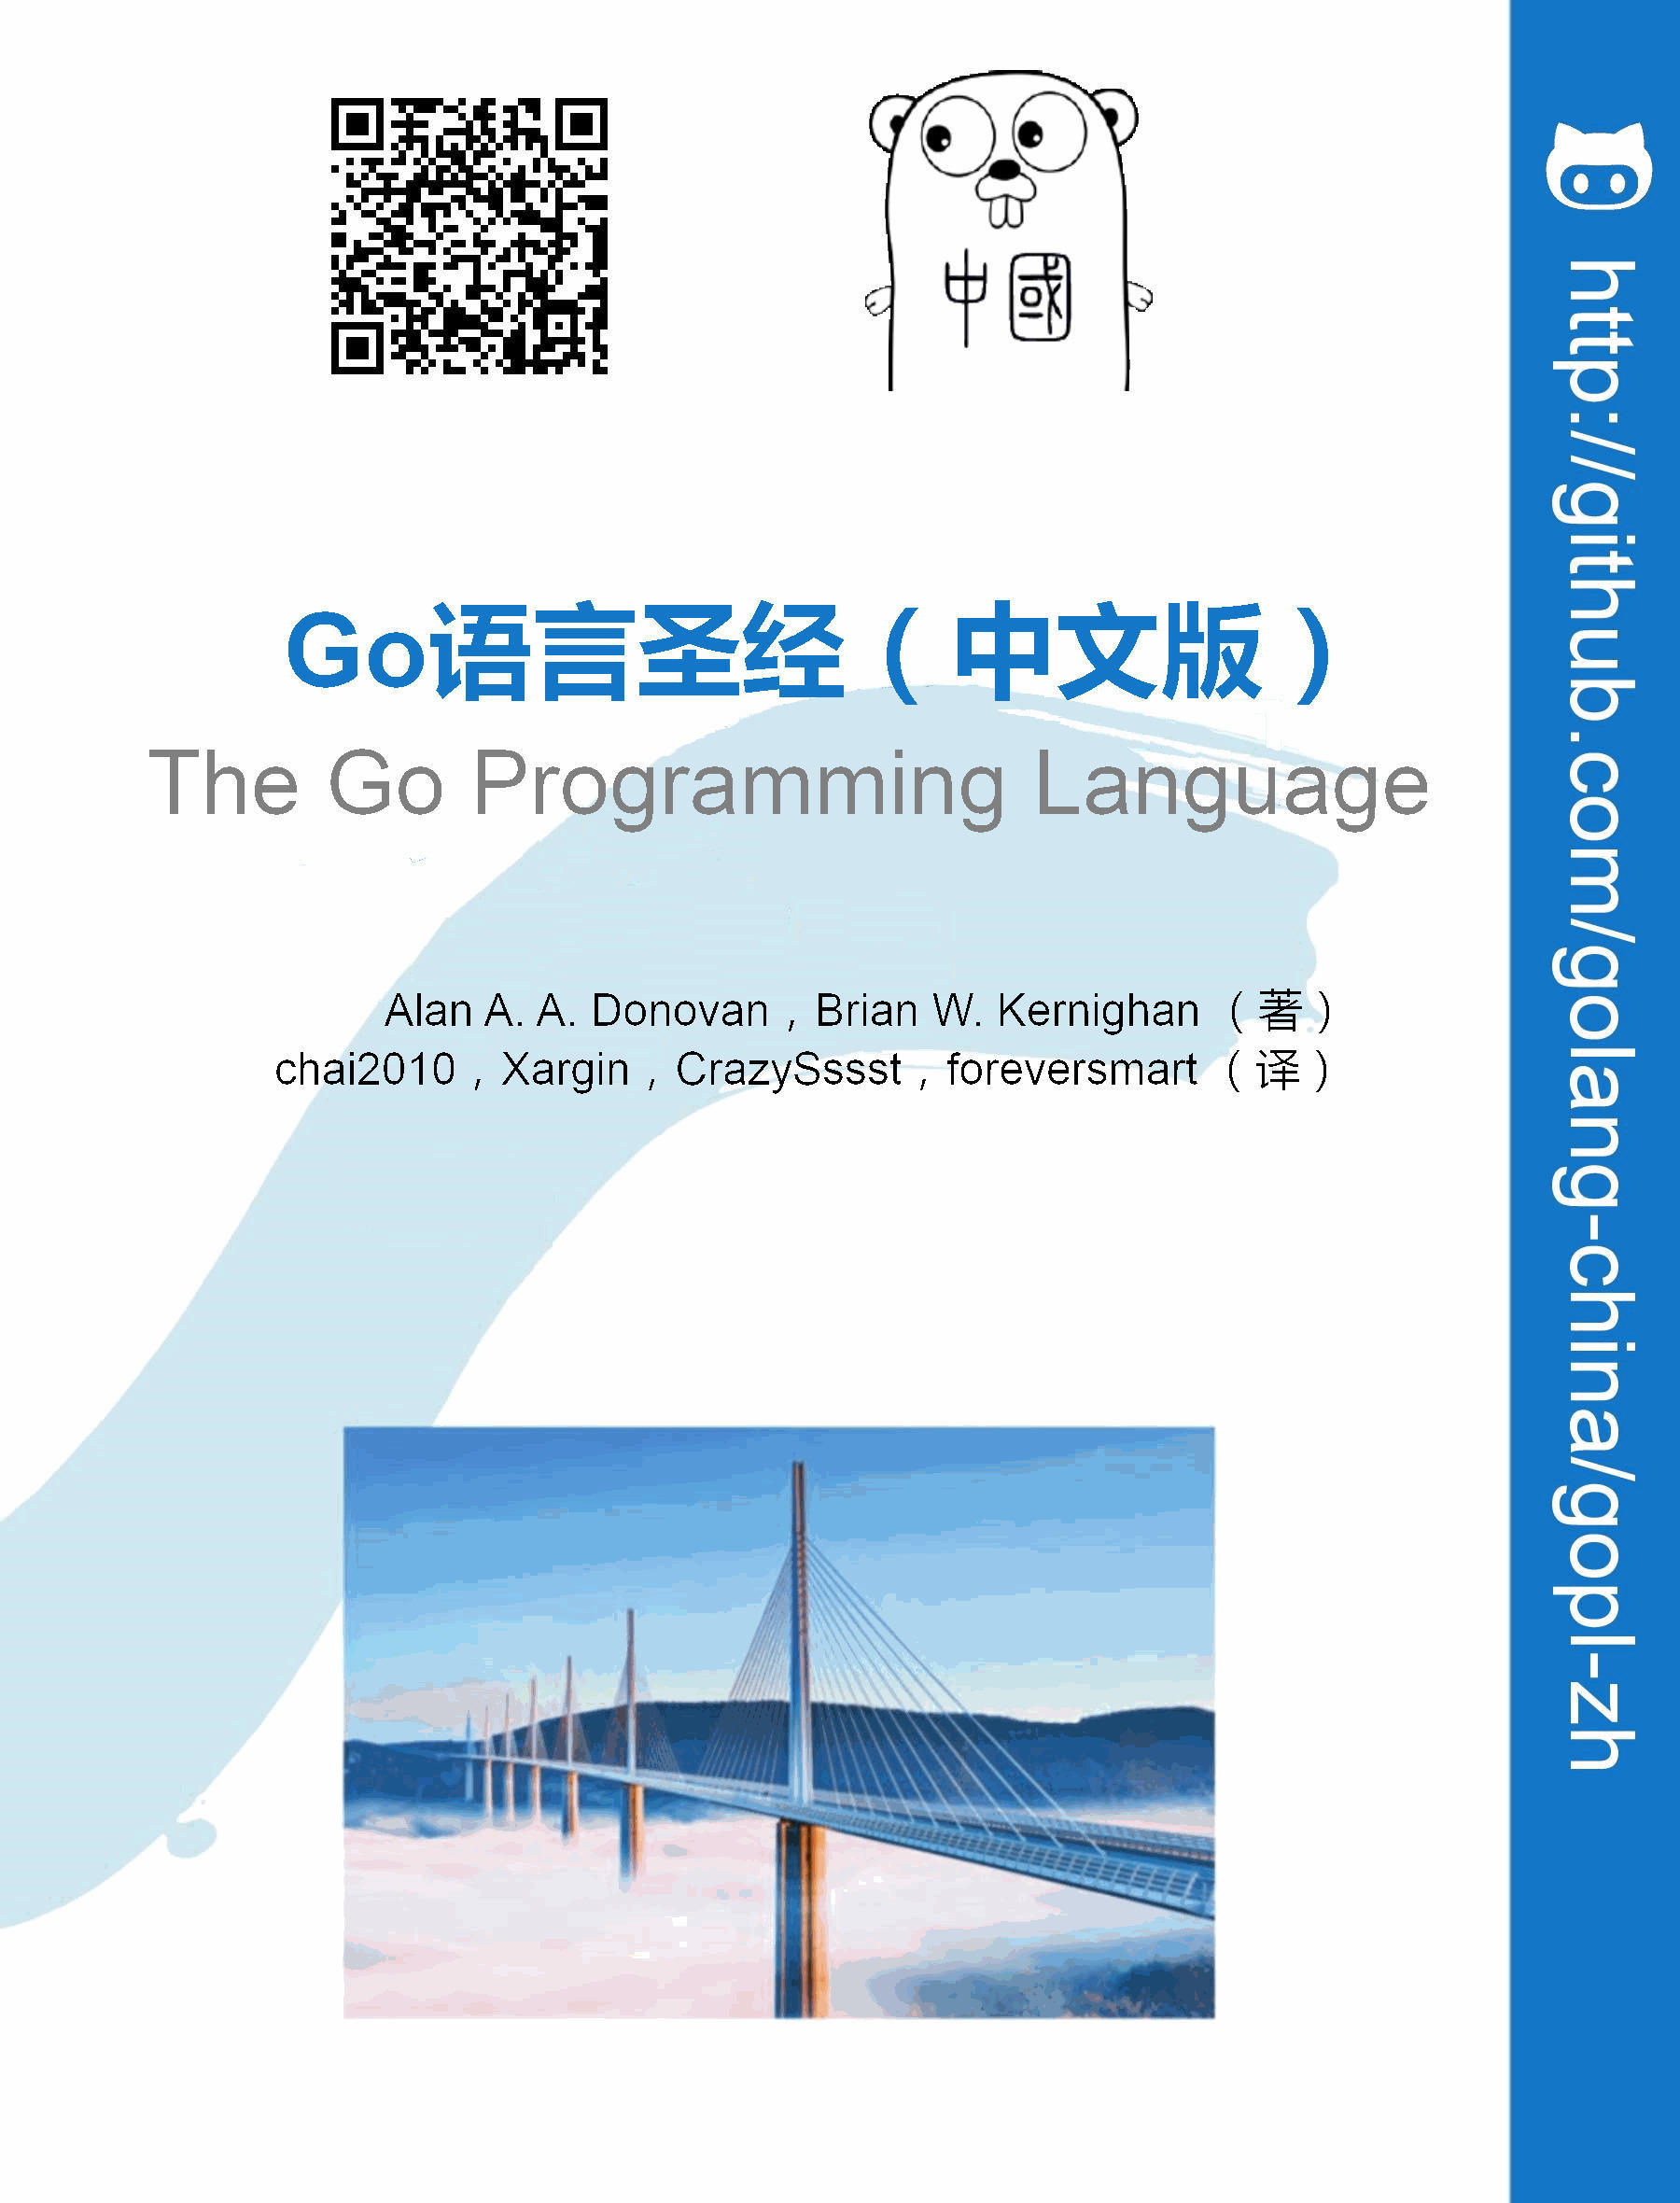 中國
Go语言圣经（中文版）
The Go Programming Language
Alan A. A. Donovan，Brian W. Kernighan （著）
chai2010，Xargin，CrazySssst，foreversmart （译）
http://github.com/golang-china/gopl-zh